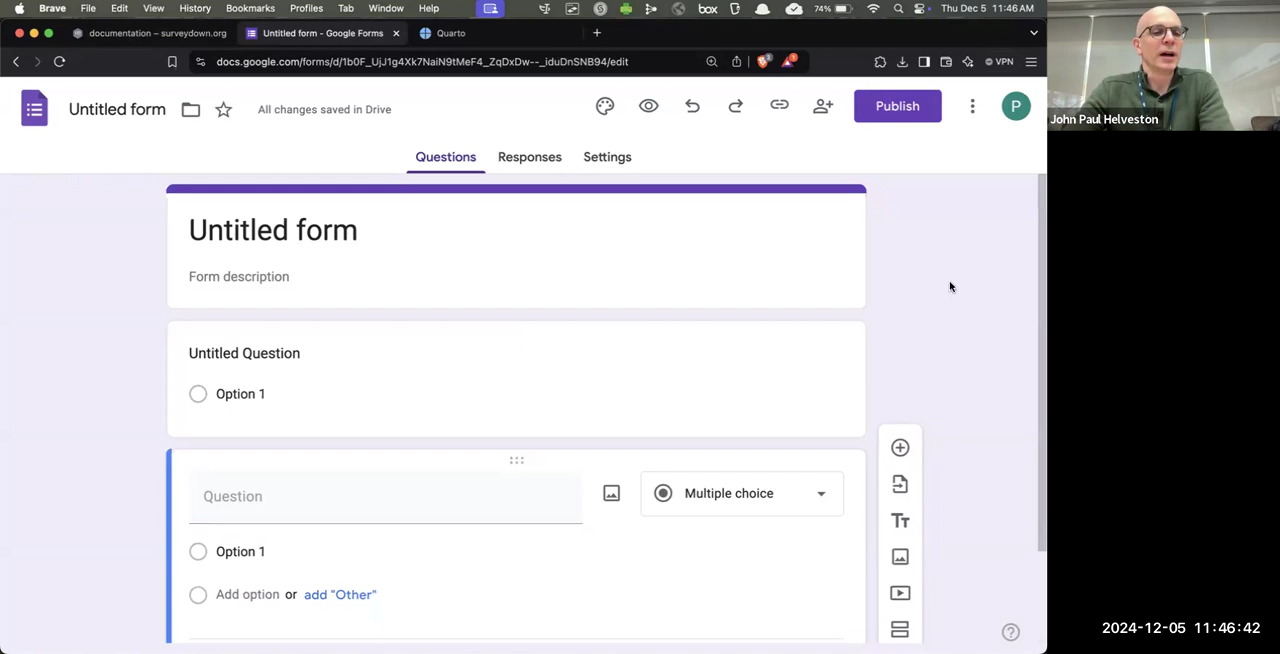 Brave File Edit View History Bookmarks Profiles Tab Window Help box 74% Thu Dec 5 11:46 AM
documentation – surveydown.org Untitled form - Google Forms Quarto
docs.google.com/forms/d/1b0F_UjJ1g4Xk7NaiN9tMeF4_ZqDxDw--_iduDnSNB94/edit VPN
Untitled form All changes saved in Drive Publish P
John Paul Helveston
Questions Responses Settings
Untitled form
Form description
Untitled Question
Option 1
Question Multiple choice
Option 1
Add option or add "Other"
2024-12-05 11:46:42